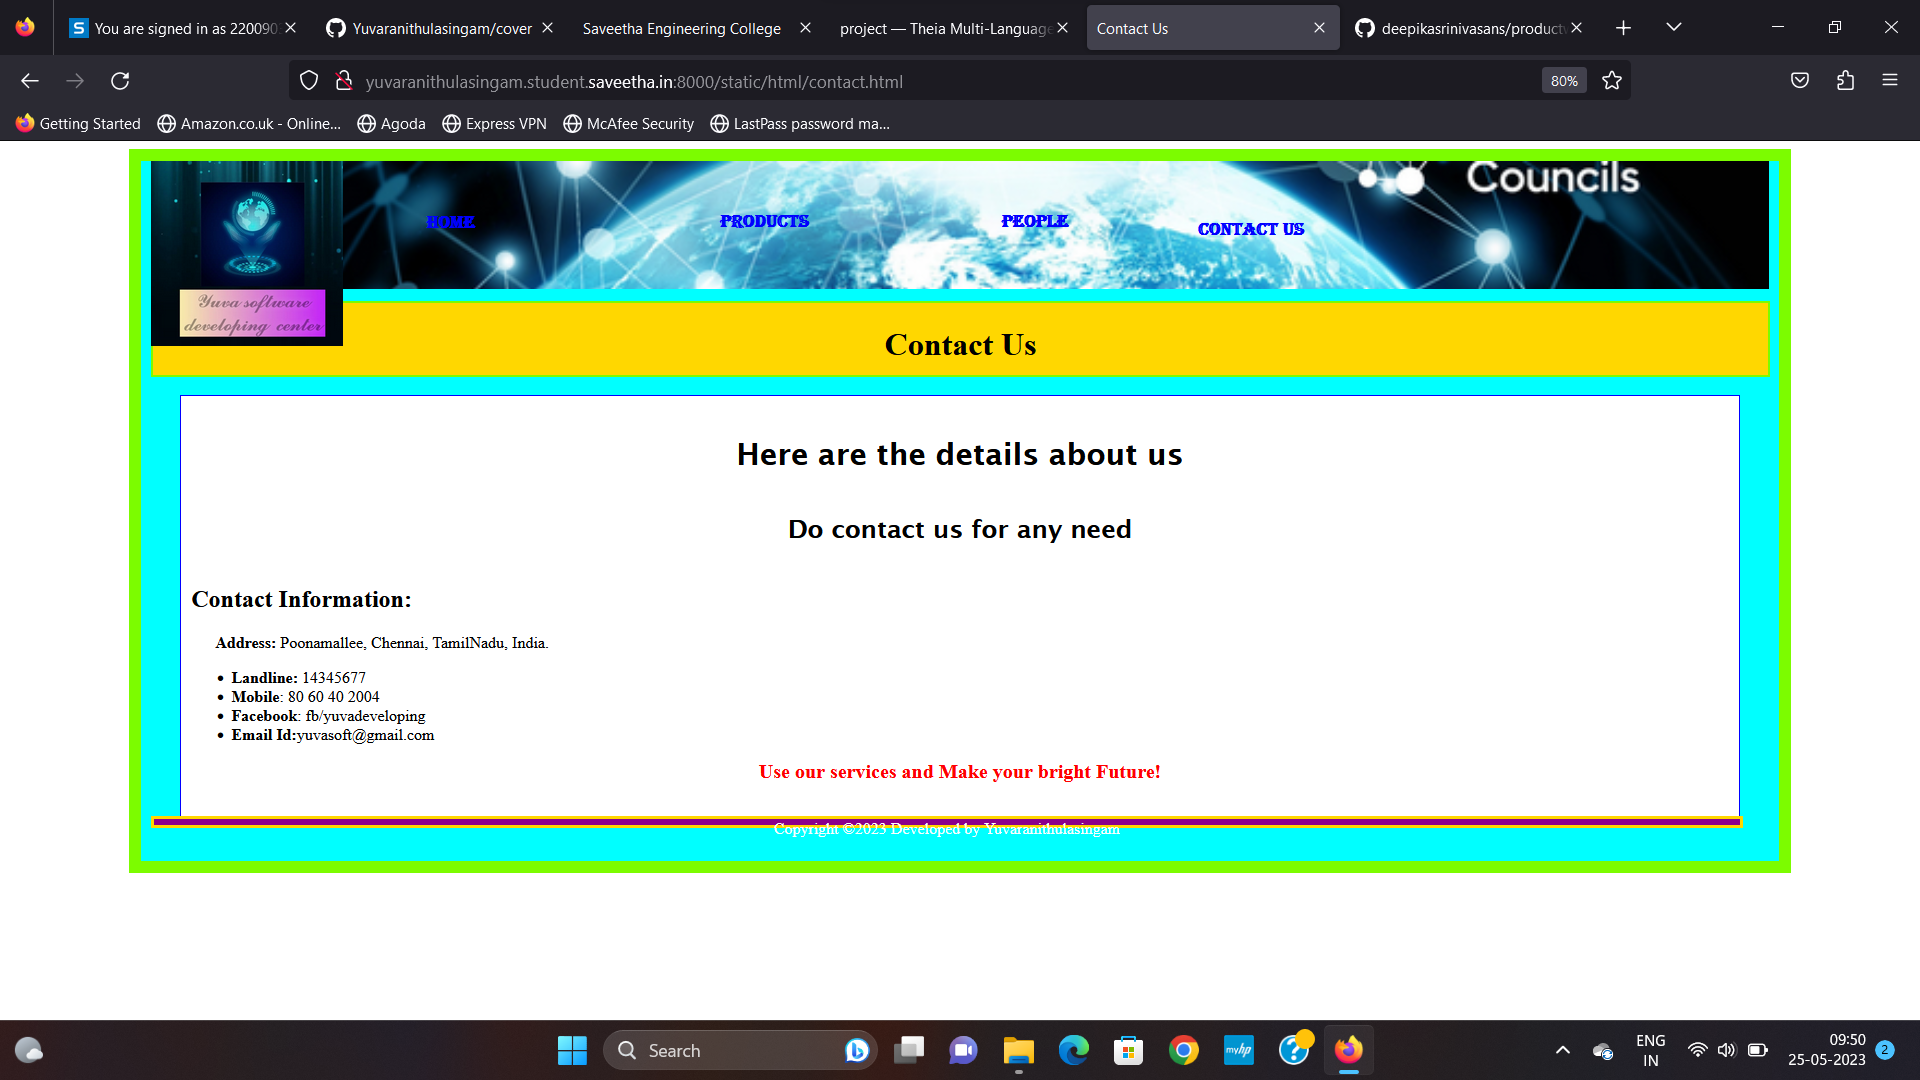 You are signed in as 220090
Yuvaranithulasingam/cover
Saveetha Engineering College
project — Theia Multi-Language
Contact Us
deepikasrinivasans/product
yuvaranithulasingam.student.saveetha.in:8000/static/html/contact.html
80%
Getting Started
Amazon.co.uk - Online...
Agoda
Express VPN
McAfee Security
LastPass password ma...
Councils
HOME
PRODUCTS
PEOPLE
CONTACT US
Yuva software
developing center
Contact Us
Here are the details about us
Do contact us for any need
Contact Information:
Address: Poonamallee, Chennai, TamilNadu, India.
Landline: 14345677
Mobile: 80 60 40 2004
Facebook: fb/yuvadeveloping
Email Id:yuvasoft@gmail.com
Use our services and Make your bright Future!
Copyright ©2023 Developed by Yuvaranithulasingam
Search
myhp
ENG
IN
09:50
25-05-2023
2